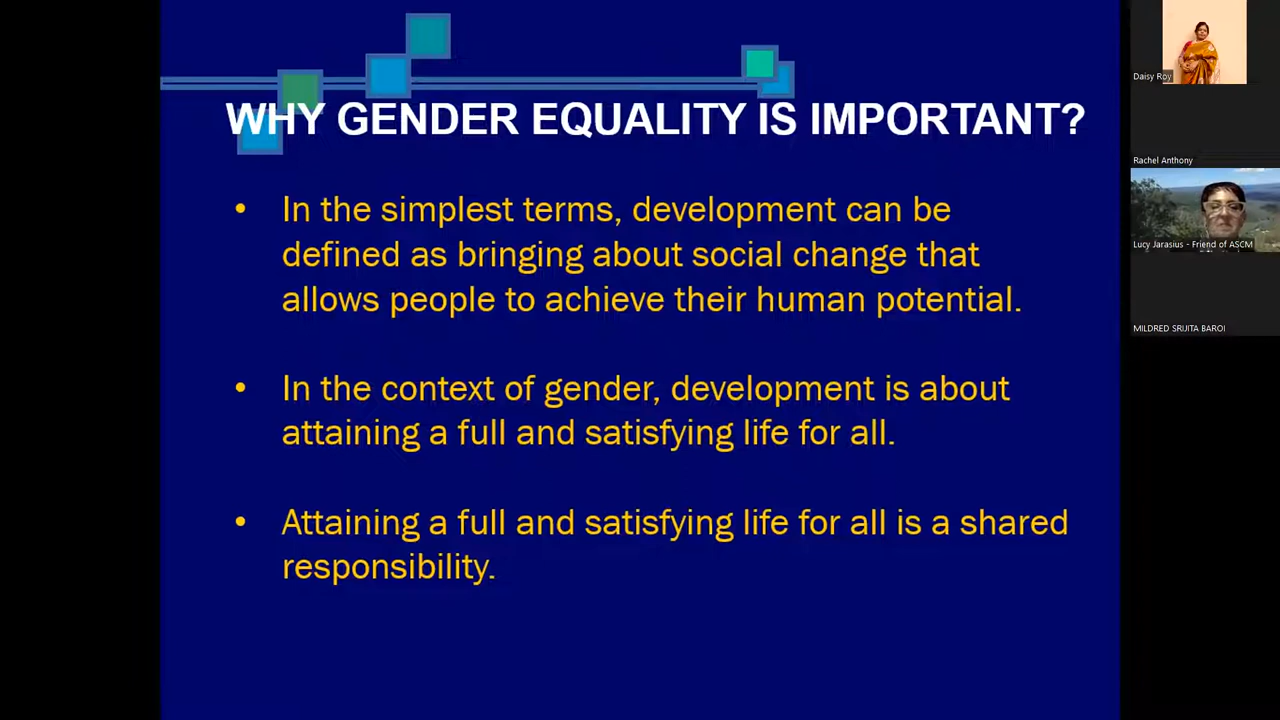 WHY GENDER EQUALITY IS IMPORTANT?
• In the simplest terms, development can be
defined as bringing about social change that
allows people to achieve their human potential.
• In the context of gender, development is about
attaining a full and satisfying life for all.
• Attaining a full and satisfying life for all is a shared
responsibility.
Daisy Roy
Rachel Anthony
Lucy Jarasius - Friend of ASCM
MILDRED SRIJITA BAROI